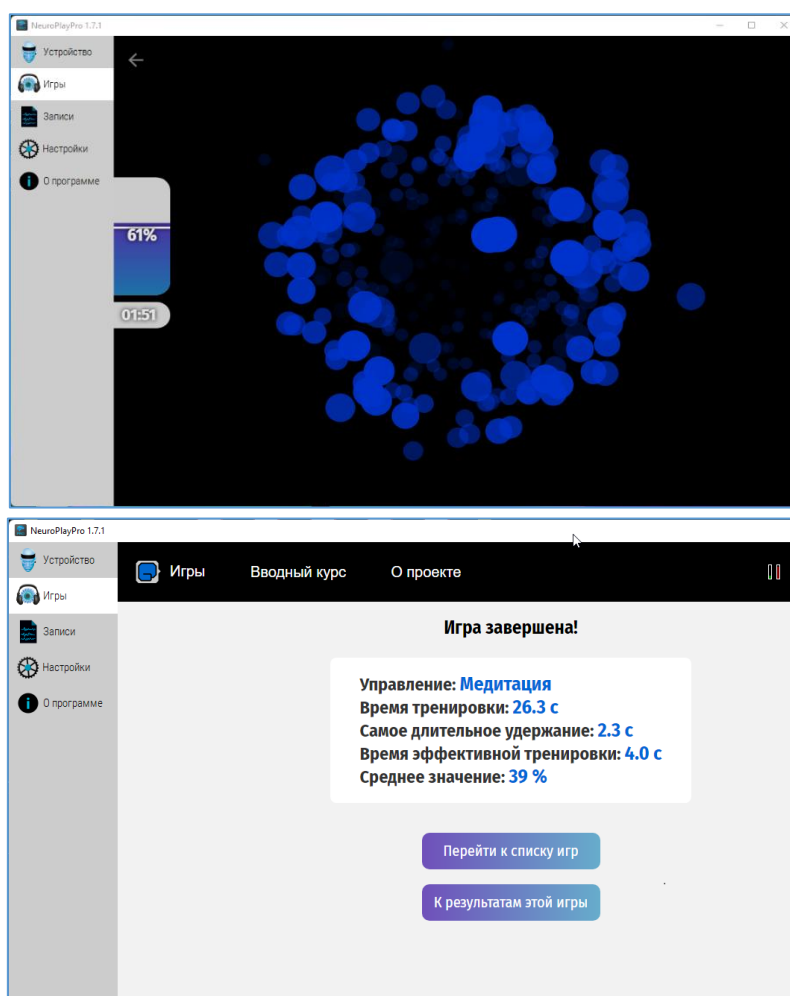 NeuroPlayPro 1.7.1
Устройство
Игры
Записи
Настройки
О программе
61%
01:51
NeuroPlayPro 1.7.1
Устройство
Игры
Записи
Настройки
О программе
Игры Вводный курс О проекте
Игра завершена!
Управление: Медитация
Время тренировки: 26.3 с
Самое длительное удержание: 2.3 с
Время эффективной тренировки: 4.0 с
Среднее значение: 39 %
Перейти к списку игр
К результатам этой игры